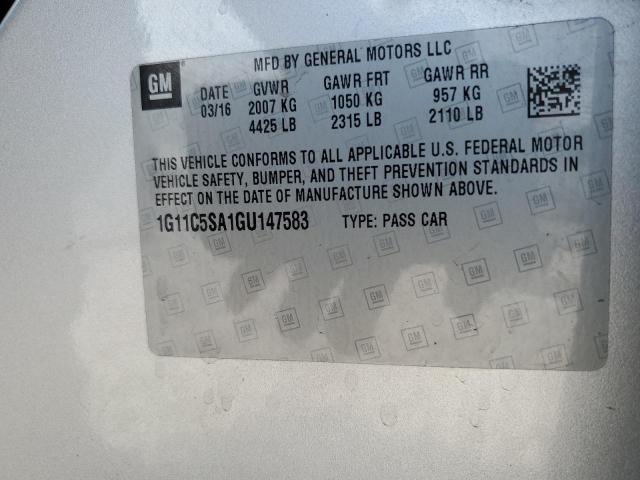 MFD BY GENERAL MOTORS LLC
GM
DATE GVWR GAWR FRT GAWR RR
03/16 2007 KG 1050 KG 957 KG
4425 LB 2315 LB 2110 LB
THIS VEHICLE CONFORMS TO ALL APPLICABLE U.S. FEDERAL MOTOR
VEHICLE SAFETY, BUMPER, AND THEFT PREVENTION STANDARDS IN
EFFECT ON THE DATE OF MANUFACTURE SHOWN ABOVE.
1G11C5SA1GU147583 TYPE: PASS CAR